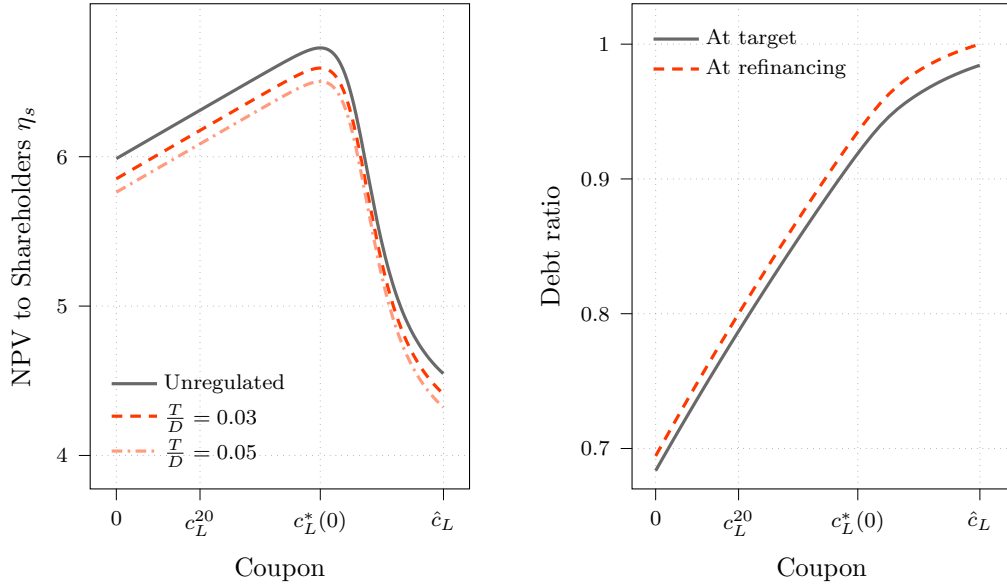 NPV to Shareholders η_s
6
5
4
Unregulated
T/D = 0.03
T/D = 0.05
0
c_L^{20}
c_L^*(0)
ĉ_L
Coupon
Debt ratio
1
0.9
0.8
0.7
At target
At refinancing
0
c_L^{20}
c_L^*(0)
ĉ_L
Coupon